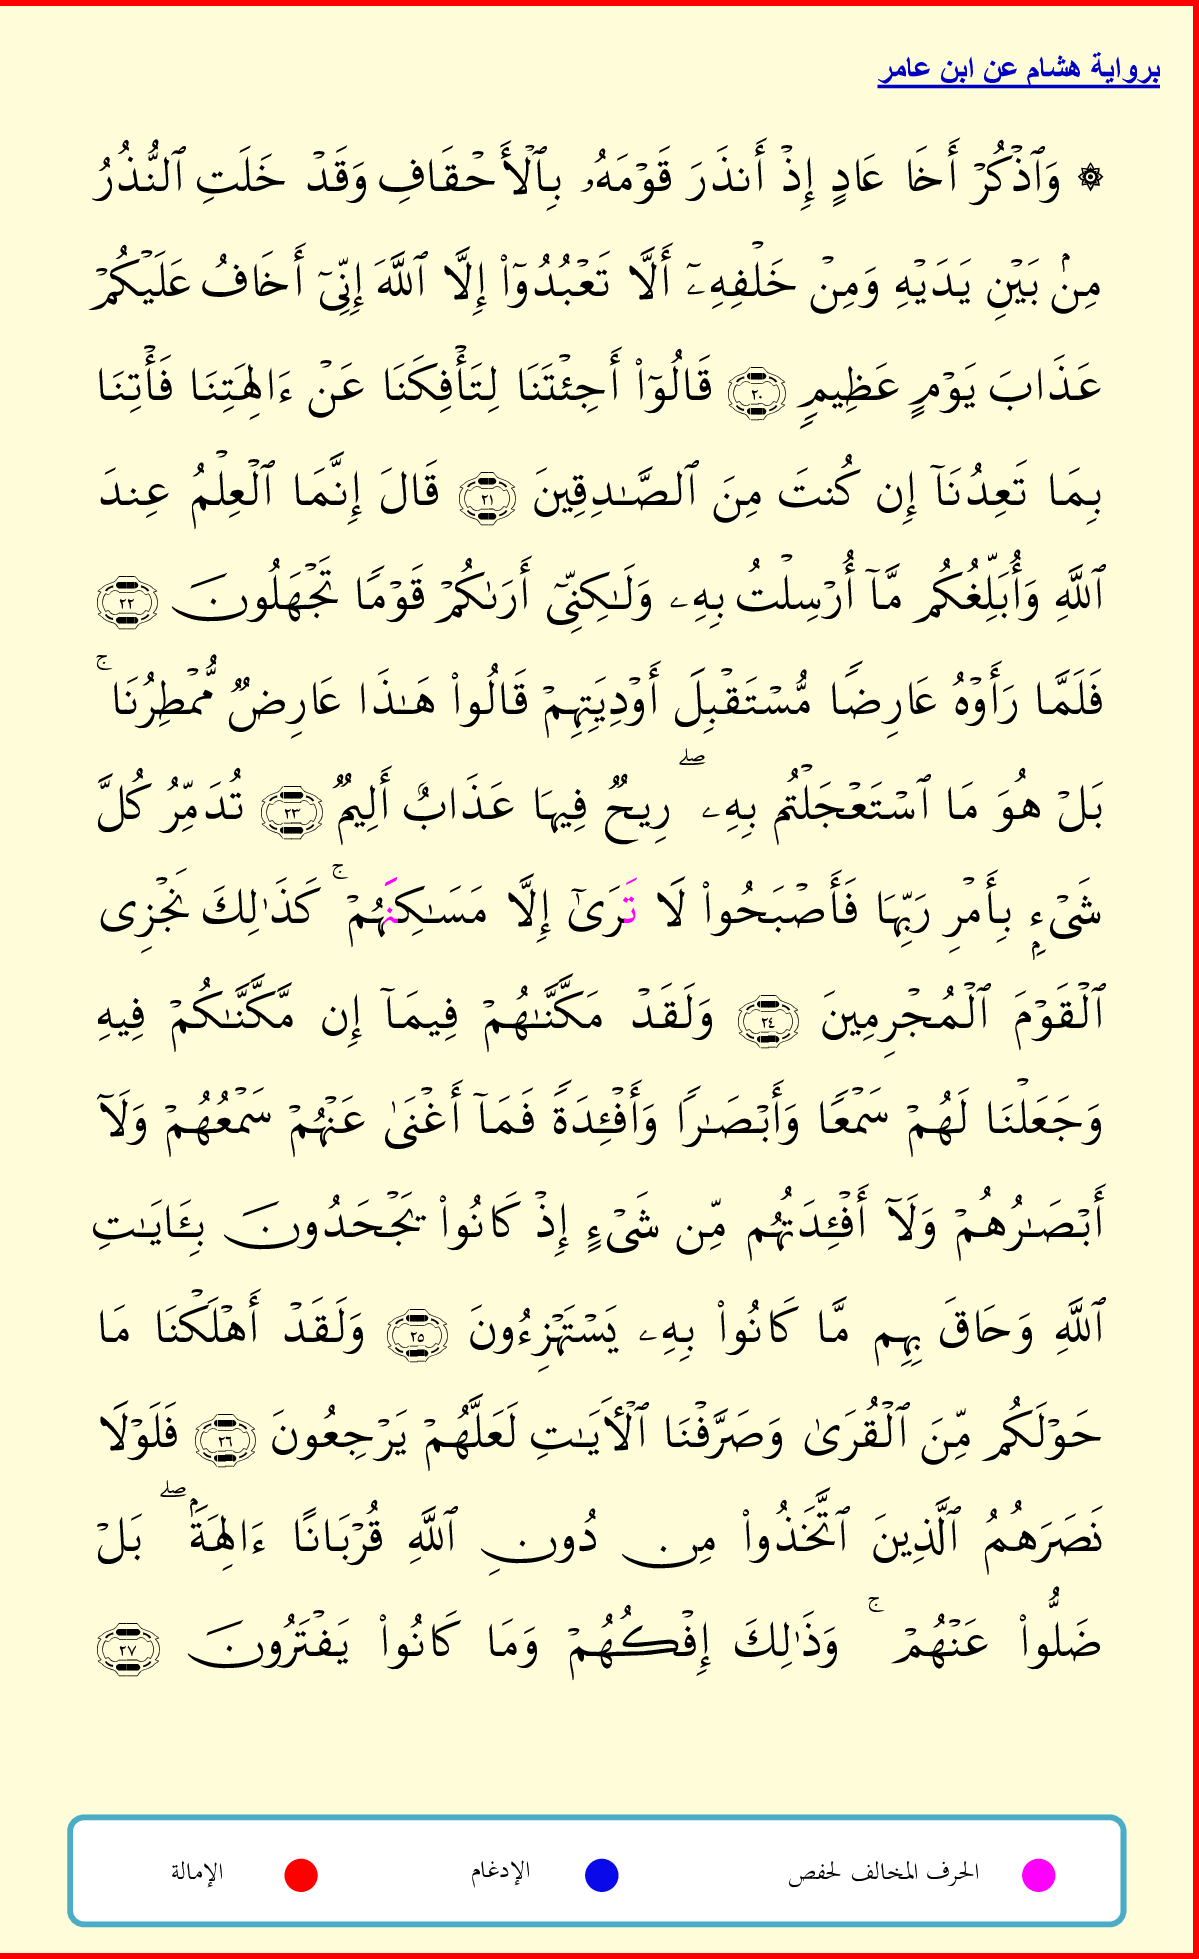 برواية هشام عن ابن عامر
۞ وَٱذۡكُرۡ أَخَا عَادٍ إِذۡ أَنذَرَ قَوۡمَهُۥ بِٱلۡأَحۡقَافِ وَقَدۡ خَلَتِ ٱلنُّذُرُ
مِنۢ بَيۡنِ يَدَيۡهِ وَمِنۡ خَلۡفِهِۦٓ أَلَّا تَعۡبُدُوٓاْ إِلَّا ٱللَّهَ إِنِّيٓ أَخَافُ عَلَيۡكُمۡ
عَذَابَ يَوۡمٍ عَظِيمٖ ٢٠ قَالُوٓاْ أَجِئۡتَنَا لِتَأۡفِكَنَا عَنۡ ءَالِهَتِنَا فَأۡتِنَا
بِمَا تَعِدُنَآ إِن كُنتَ مِنَ ٱلصَّٰدِقِينَ ٢١ قَالَ إِنَّمَا ٱلۡعِلۡمُ عِندَ
ٱللَّهِ وَأُبَلِّغُكُم مَّآ أُرۡسِلۡتُ بِهِۦ وَلَٰكِنِّيٓ أَرَىٰكُمۡ قَوۡمٗا تَجۡهَلُونَ ٢٢
فَلَمَّا رَأَوۡهُ عَارِضٗا مُّسۡتَقۡبِلَ أَوۡدِيَتِهِمۡ قَالُواْ هَٰذَا عَارِضٞ مُّمۡطِرُنَاۚ
بَلۡ هُوَ مَا ٱسۡتَعۡجَلۡتُم بِهِۦۖ رِيحٞ فِيهَا عَذَابٌ أَلِيمٞ ٢٣ تُدَمِّرُ كُلَّ
شَيۡءِۭ بِأَمۡرِ رَبِّهَا فَأَصۡبَحُواْ لَا تَرَىٰٓ إِلَّا مَسَٰكِنَهُمۡۚ كَذَٰلِكَ نَجۡزِي
ٱلۡقَوۡمَ ٱلۡمُجۡرِمِينَ ٢٤ وَلَقَدۡ مَكَّنَّٰهُمۡ فِيمَآ إِن مَّكَّنَّٰكُمۡ فِيهِ
وَجَعَلۡنَا لَهُمۡ سَمۡعٗا وَأَبۡصَٰرٗا وَأَفۡـِٔدَةٗ فَمَآ أَغۡنَىٰ عَنۡهُمۡ سَمۡعُهُمۡ وَلَآ
أَبۡصَٰرُهُمۡ وَلَآ أَفۡـِٔدَتُهُم مِّن شَيۡءٍ إِذۡ كَانُواْ يَجۡحَدُونَ بِـَٔايَٰتِ
ٱللَّهِ وَحَاقَ بِهِم مَّا كَانُواْ بِهِۦ يَسۡتَهۡزِءُونَ ٢٥ وَلَقَدۡ أَهۡلَكۡنَا مَا
حَوۡلَكُم مِّنَ ٱلۡقُرَىٰ وَصَرَّفۡنَا ٱلۡأٓيَٰتِ لَعَلَّهُمۡ يَرۡجِعُونَ ٢٦ فَلَوۡلَا
نَصَرَهُمُ ٱلَّذِينَ ٱتَّخَذُواْ مِن دُونِ ٱللَّهِ قُرۡبَانًا ءَالِهَةَۢۖ بَلۡ
ضَلُّواْ عَنۡهُمۡۚ وَذَٰلِكَ إِفۡكُهُمۡ وَمَا كَانُواْ يَفۡتَرُونَ ٢٧
الحرف المخالف لحفص الإدغام الإمالة